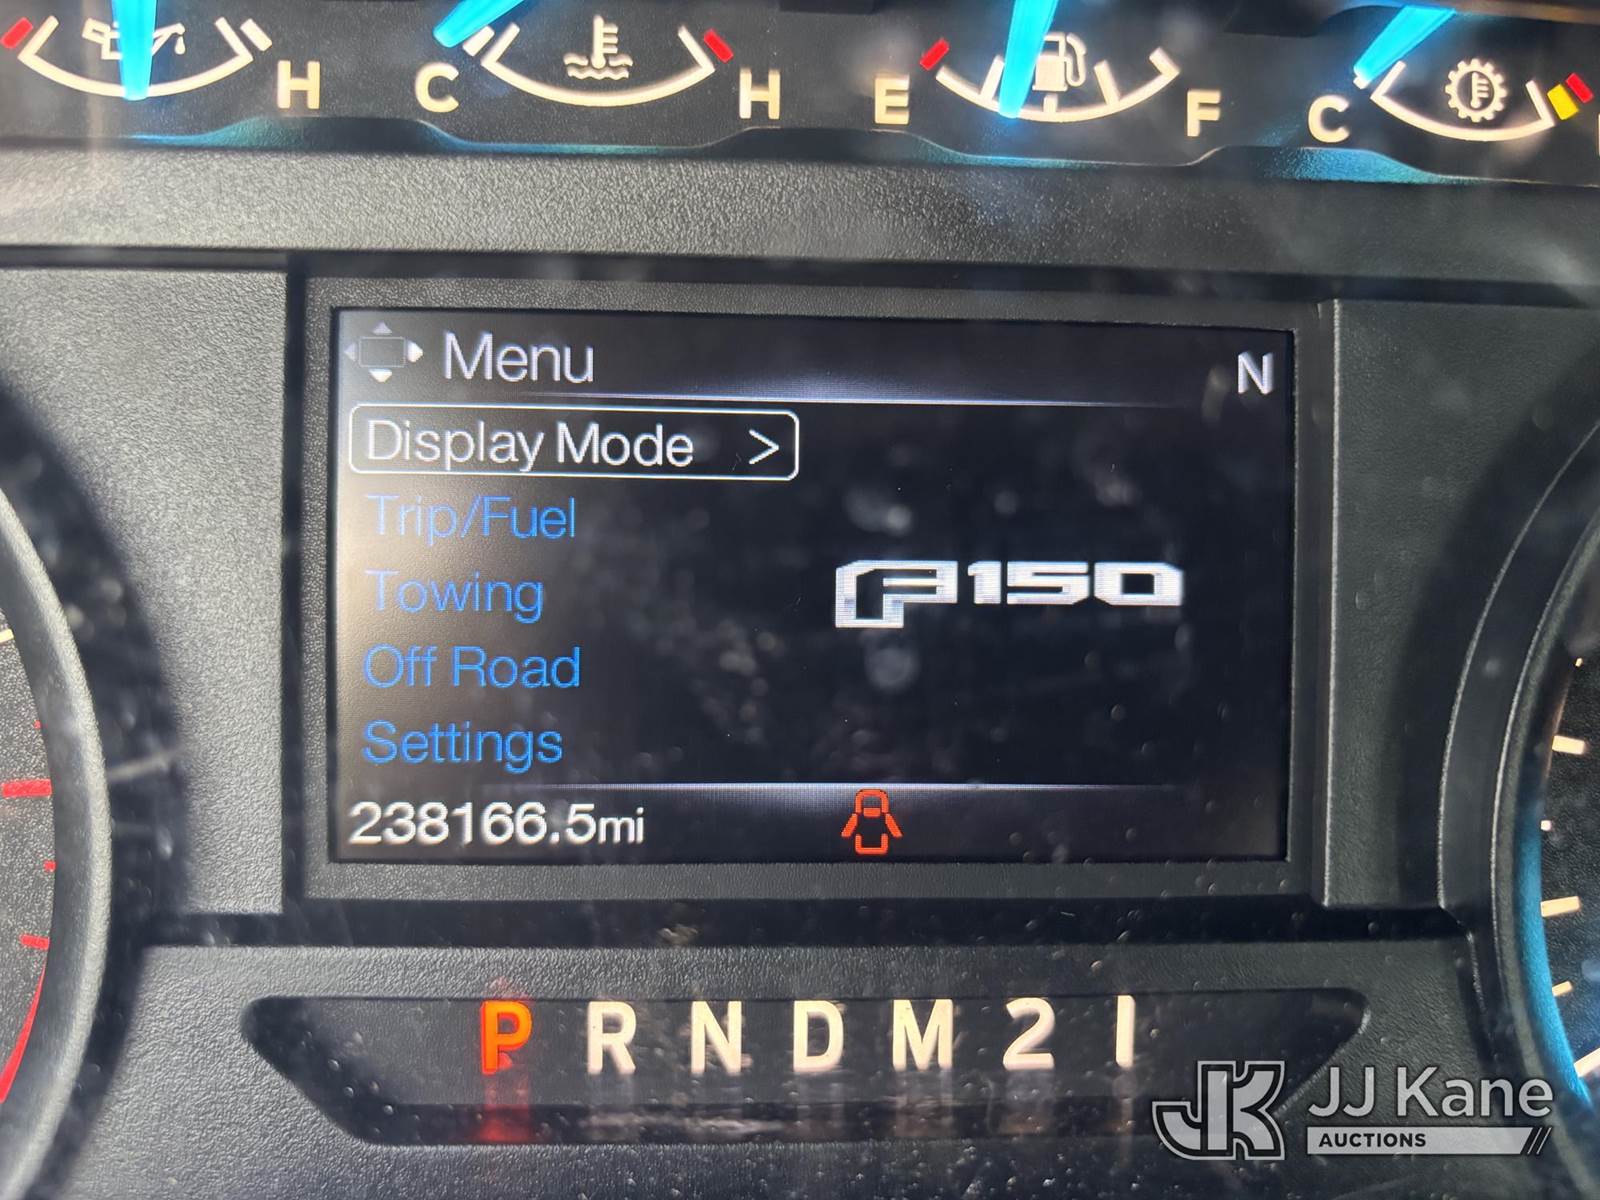 H C H E F C
Menu N
Display Mode >
Trip/Fuel
Towing
F150
Off Road
Settings
238166.5mi
P R N D M 2 1
JK JJ Kane
AUCTIONS